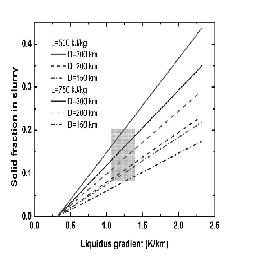 Solid fraction in slurry
0.4
0.3
0.2
0.1
0.0
L=500 kJ/kg
D=300 km
D=200 km
D=150 km
L=750 kJ/kg
D=300 km
D=200 km
D=150 km
0.0 0.5 1.0 1.5 2.0 2.5
Liquidus gradient (K/km)